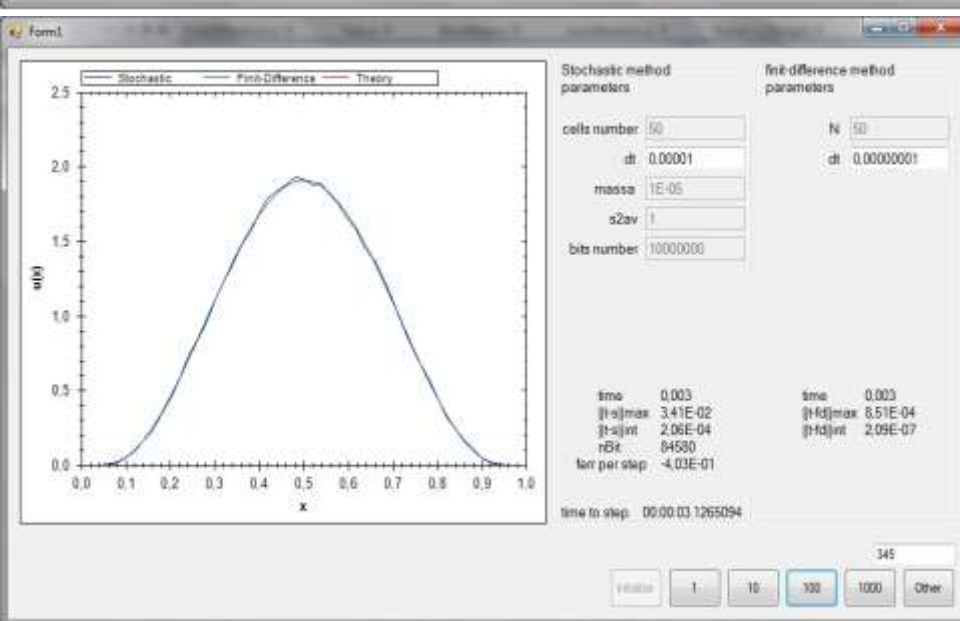 Form1
Stochastic Finit-Difference Theory
2.5
2.0
1.5
1.0
0.5
0.0
u(x)
0,0 0,1 0,2 0,3 0,4 0,5 0,6 0,7 0,8 0,9 1,0
x
Stochastic method
parameters
cells number 50
dt 0,00001
massa 1E-05
s2av 1
bits number 10000000
time 0,003
||t-s||max 3,41E-02
||t-s||int 2,06E-04
nBit 84580
ferr per step -4,03E-01
time to step 00:00:03.1265094
finit-difference method
parameters
N 50
dt 0,00000001
time 0,003
||t-fd||max 8,51E-04
||t-fd||int 2,09E-07
345
Initialize 1 10 100 1000 Other